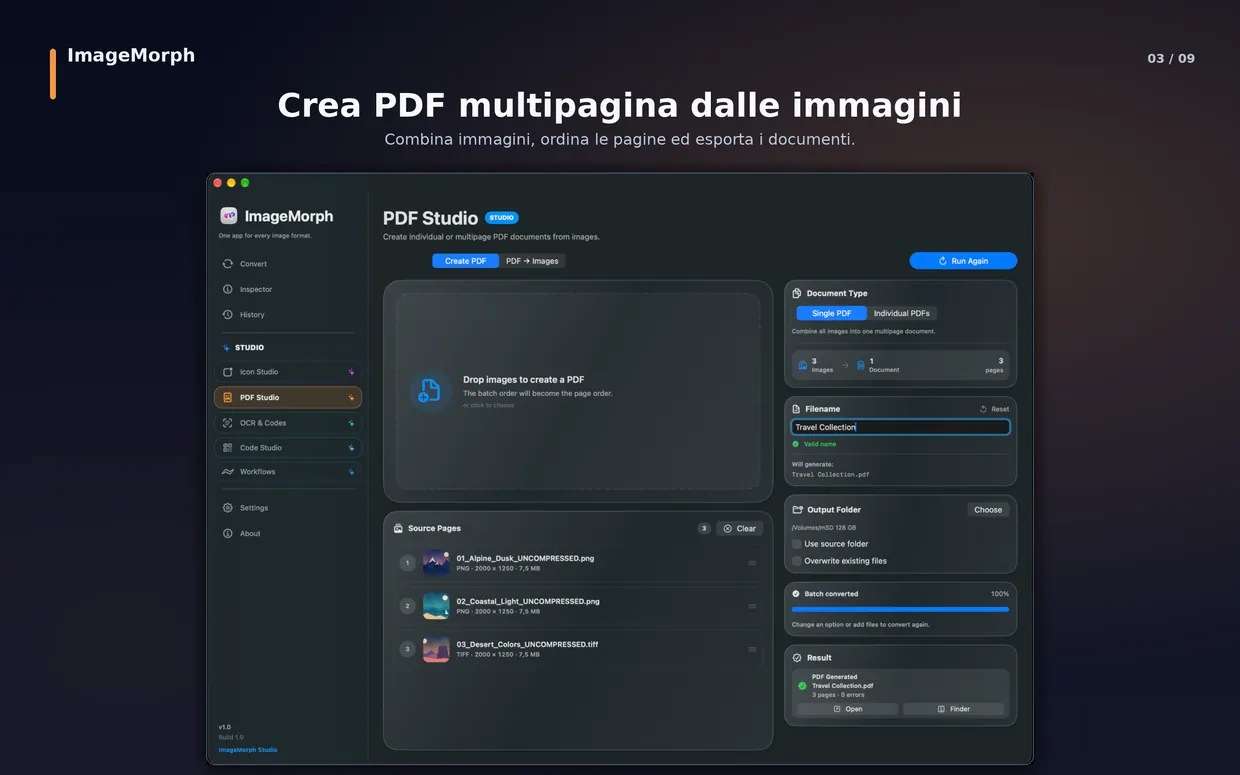 ImageMorph
03 / 09
Crea PDF multipagina dalle immagini
Combina immagini, ordina le pagine ed esporta i documenti.
ImageMorph
One app for every image format.
Convert
Inspector
History
STUDIO
Icon Studio
PDF Studio
OCR & Codes
Code Studio
Workflows
Settings
About
v1.0
Build 1.0
ImageMorph Studio
PDF Studio STUDIO
Create individual or multipage PDF documents from images.
Create PDF PDF → Images
Run Again
Drop images to create a PDF
The batch order will become the page order.
or click to choose
Source Pages 3 Clear
1 01_Alpine_Dusk_UNCOMPRESSED.png
PNG · 2000 × 1250 · 7,5 MB
2 02_Coastal_Light_UNCOMPRESSED.png
PNG · 2000 × 1250 · 7,5 MB
3 03_Desert_Colors_UNCOMPRESSED.tiff
TIFF · 2000 × 1250 · 7,5 MB
Document Type
Single PDF Individual PDFs
Combine all images into one multipage document.
3 → 1 3
Images Document pages
Filename Reset
Travel Collection
Valid name
Will generate:
Travel Collection.pdf
Output Folder Choose
/Volumes/mSD 128 GB
Use source folder
Overwrite existing files
Batch converted 100%
Change an option or add files to convert again.
Result
PDF Generated
Travel Collection.pdf
3 pages · 0 errors
Open Finder